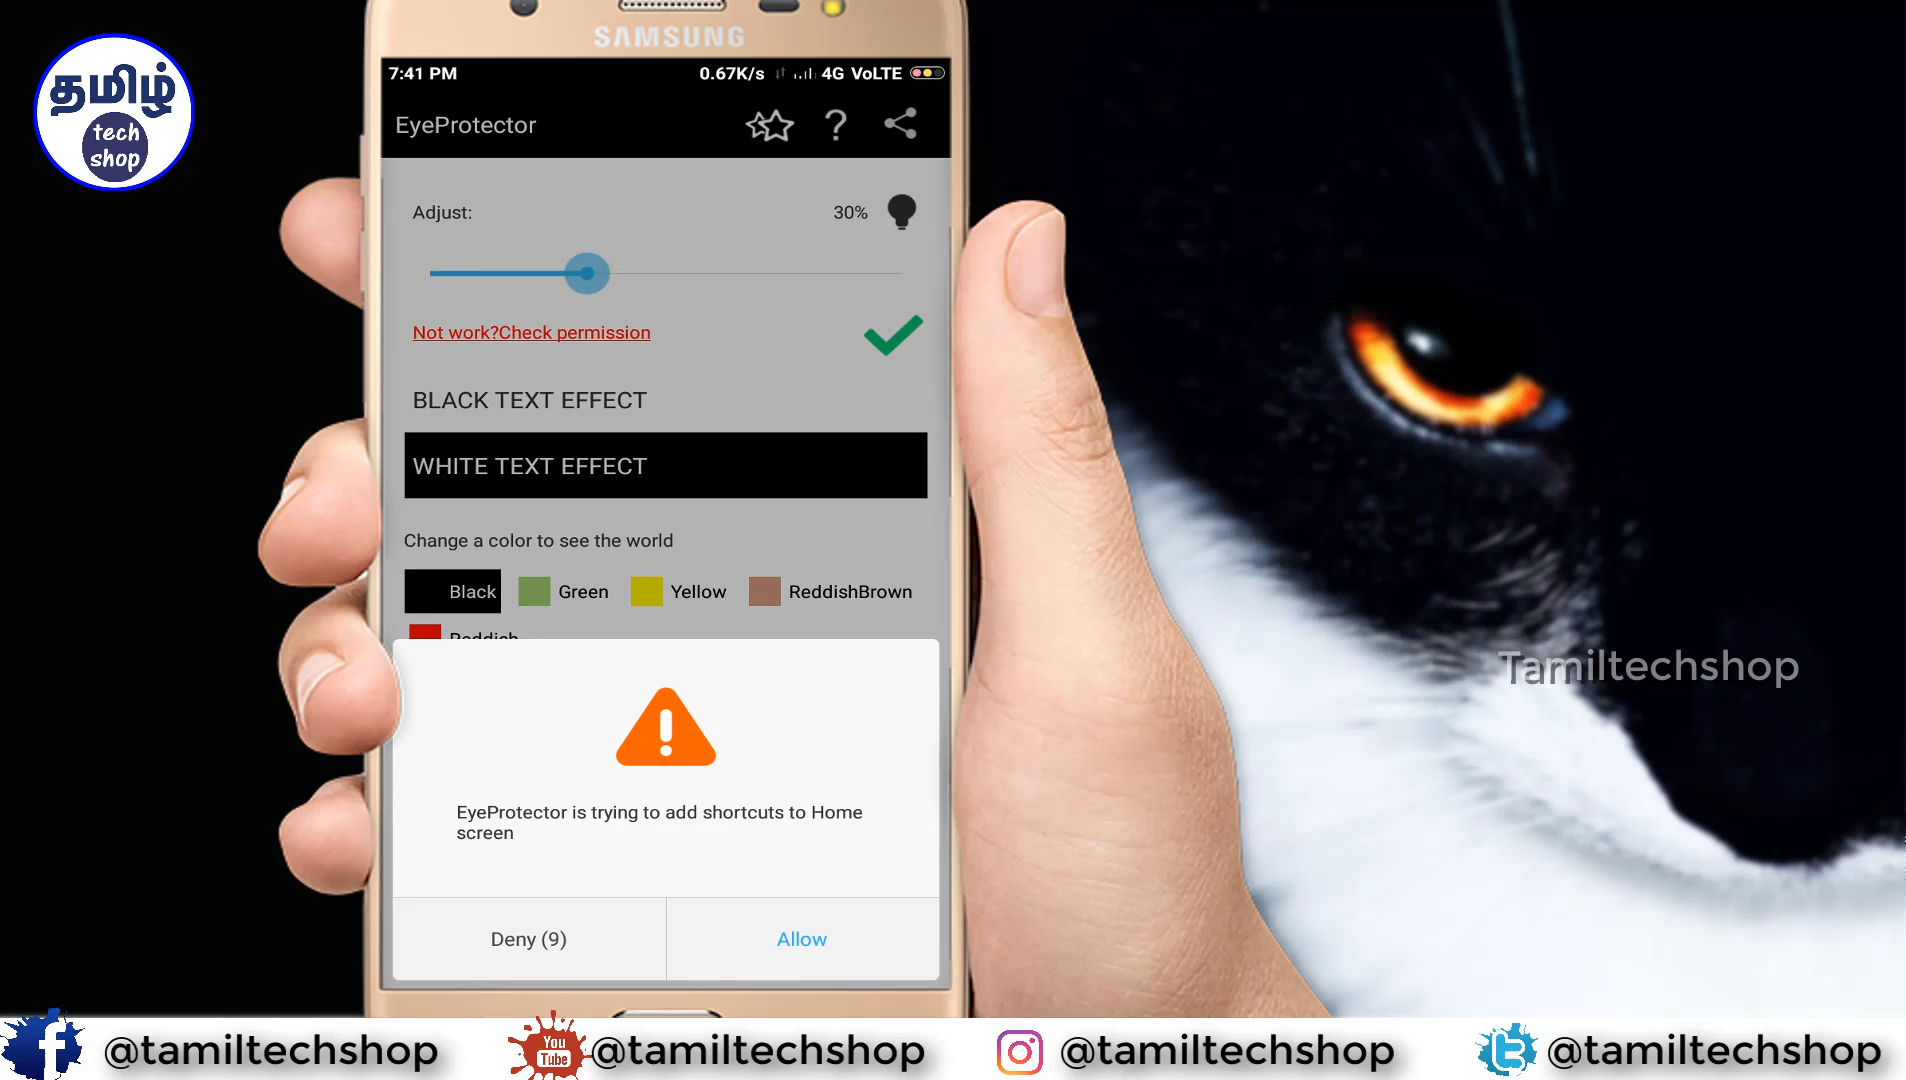 தமிழ்
tech
shop
SAMSUNG
7:41 PM
0.67K/s
4G VoLTE
EyeProtector
Adjust:
30%
Not work?Check permission
BLACK TEXT EFFECT
WHITE TEXT EFFECT
Change a color to see the world
Black Green Yellow ReddishBrown
Reddish
EyeProtector is trying to add shortcuts to Home
screen
Deny (9)
Allow
Tamiltechshop
@tamiltechshop
You
Tube
@tamiltechshop
@tamiltechshop
@tamiltechshop